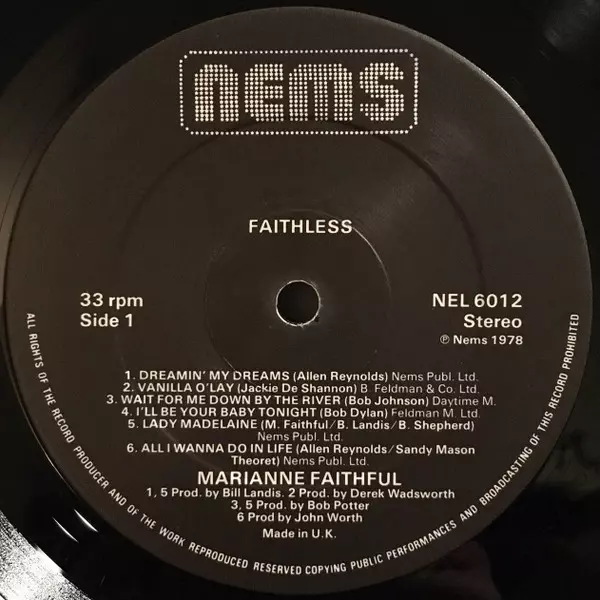 nems
FAITHLESS
33 rpm
Side 1
NEL 6012
Stereo
℗ Nems 1978
1. DREAMIN' MY DREAMS (Allen Reynolds) Nems Publ. Ltd.
2. VANILLA O'LAY (Jackie De Shannon) B. Feldman & Co. Ltd.
3. WAIT FOR ME DOWN BY THE RIVER (Bob Johnson) Daytime M.
4. I'LL BE YOUR BABY TONIGHT (Bob Dylan) Feldman M. Ltd.
5. LADY MADELAINE (M. Faithful/B. Landis/B. Shepherd)
Nems Publ. Ltd.
6. ALL I WANNA DO IN LIFE (Allen Reynolds/Sandy Mason
Theoret) Nems Publ. Ltd.
MARIANNE FAITHFUL
1, 5 Prod. by Bill Landis. 2 Prod. by Derek Wadsworth
3, 5 Prod. by Bob Potter
6 Prod by John Worth
Made in U.K.
ALL RIGHTS OF THE RECORD PRODUCER AND OF THE OWNER OF THE WORK REPRODUCED RESERVED COPYING PUBLIC PERFORMANCES AND BROADCASTING OF THIS RECORD PROHIBITED